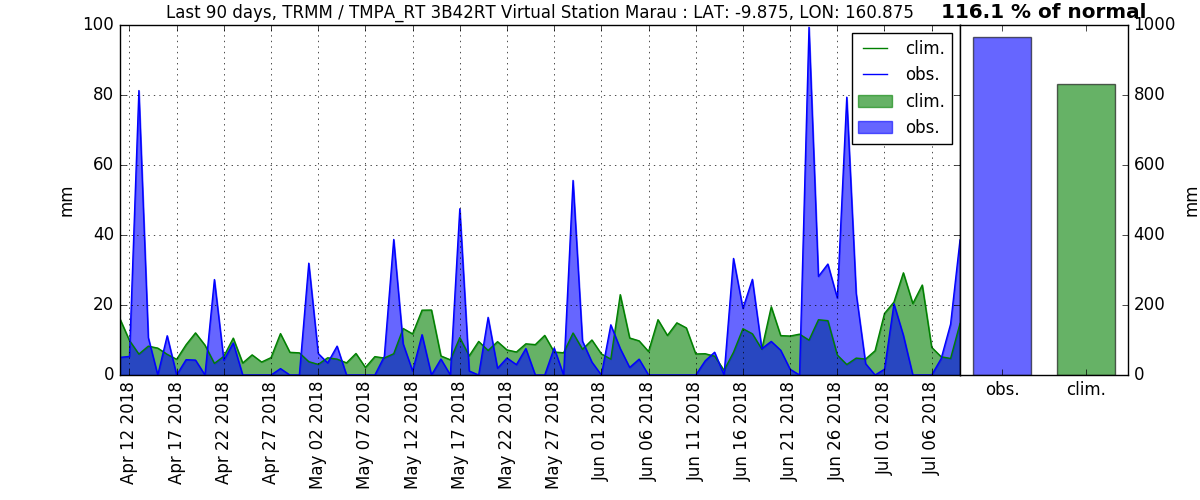 Last 90 days, TRMM / TMPA_RT 3B42RT Virtual Station Marau : LAT: -9.875, LON: 160.875
116.1 % of normal
100
80
60
40
20
0
mm
clim.
obs.
clim.
obs.
1000
800
600
400
200
0
mm
Apr 12 2018
Apr 17 2018
Apr 22 2018
Apr 27 2018
May 02 2018
May 07 2018
May 12 2018
May 17 2018
May 22 2018
May 27 2018
Jun 01 2018
Jun 06 2018
Jun 11 2018
Jun 16 2018
Jun 21 2018
Jun 26 2018
Jul 01 2018
Jul 06 2018
obs.
clim.